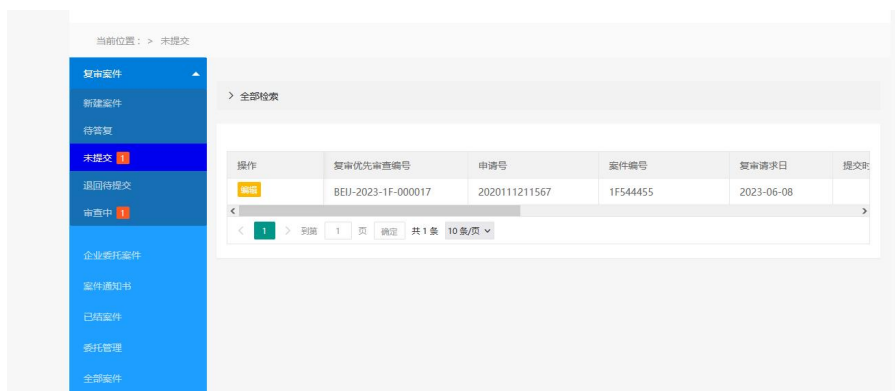 当前位置： > 未提交
复审案件
新建案件
待答复
未提交 1
退回待提交
审查中 1
企业委托案件
案件通知书
已结案件
委托管理
全部案件
> 全部检索
操作 复审优先审查编号 申请号 案件编号 复审请求日 提交时
编辑 BEIJ-2023-1F-000017 2020111211567 1F544455 2023-06-08
< 1 > 到第 1 页 确定 共 1 条 10 条/页